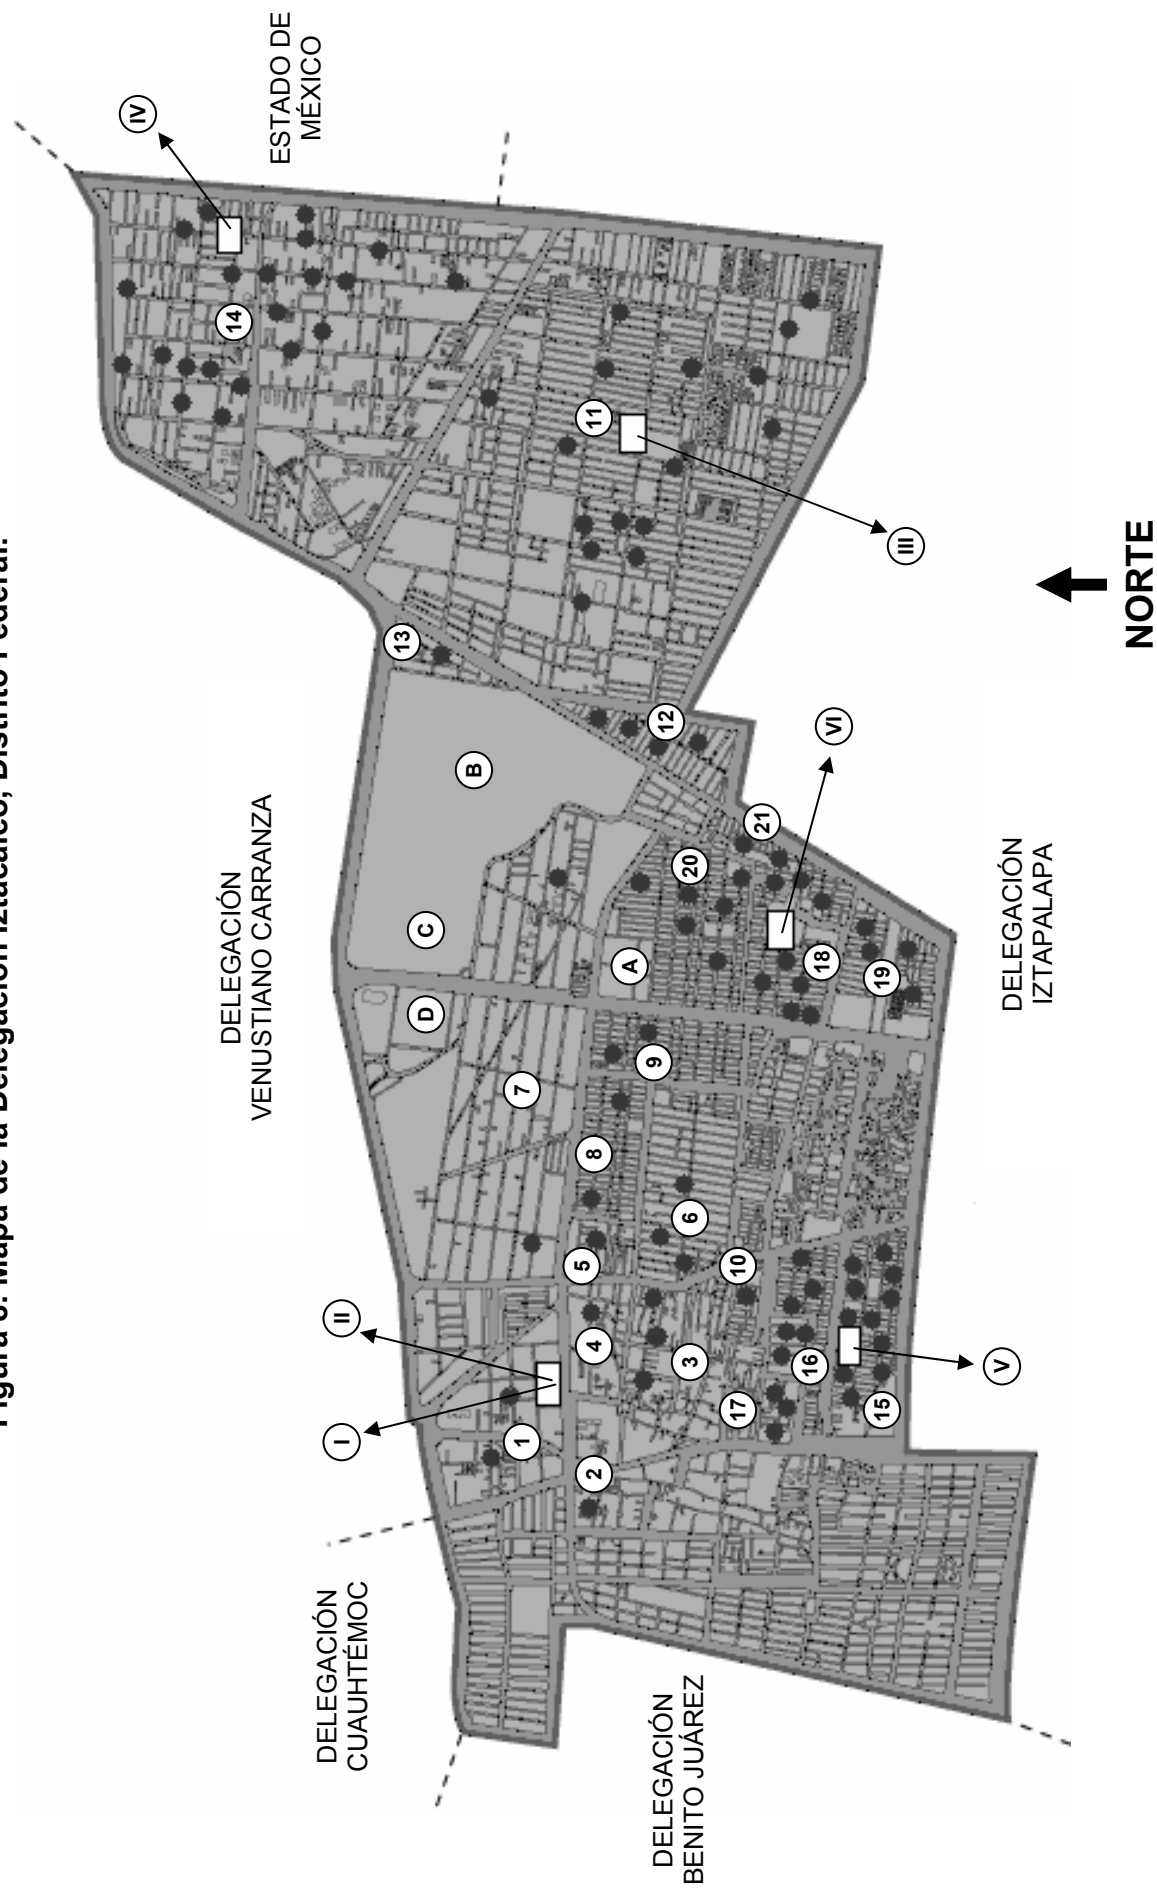 Figura Mapa de la Delegación Iztacalco, Distrito Federal.
IV
ESTADO DE
MÉXICO
DELEGACIÓN
VENUSTIANO CARRANZA
DELEGACIÓN
CUAUHTÉMOC
I
II
14
13
D
C
B
1
7
2
4
5
8
11
A
9
12
3
6
20
DELEGACIÓN
BENITO JUÁREZ
17
10
21
16
18
VI
15
19
III
V
DELEGACIÓN
IZTAPALAPA
NORTE